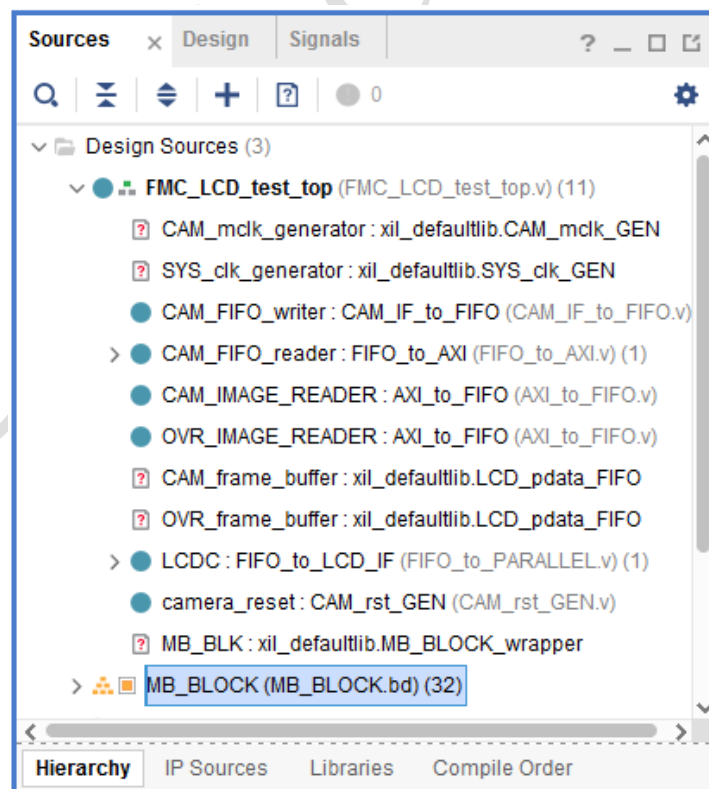 Sources × Design Signals ? _
? 0
Design Sources (3)
FMC_LCD_test_top (FMC_LCD_test_top.v) (11)
? CAM_mclk_generator : xil_defaultlib.CAM_mclk_GEN
? SYS_clk_generator : xil_defaultlib.SYS_clk_GEN
CAM_FIFO_writer : CAM_IF_to_FIFO (CAM_IF_to_FIFO.v)
CAM_FIFO_reader : FIFO_to_AXI (FIFO_to_AXI.v) (1)
CAM_IMAGE_READER : AXI_to_FIFO (AXI_to_FIFO.v)
OVR_IMAGE_READER : AXI_to_FIFO (AXI_to_FIFO.v)
? CAM_frame_buffer : xil_defaultlib.LCD_pdata_FIFO
? OVR_frame_buffer : xil_defaultlib.LCD_pdata_FIFO
LCDC : FIFO_to_LCD_IF (FIFO_to_PARALLEL.v) (1)
camera_reset : CAM_rst_GEN (CAM_rst_GEN.v)
? MB_BLK : xil_defaultlib.MB_BLOCK_wrapper
MB_BLOCK (MB_BLOCK.bd) (32)
Hierarchy IP Sources Libraries Compile Order